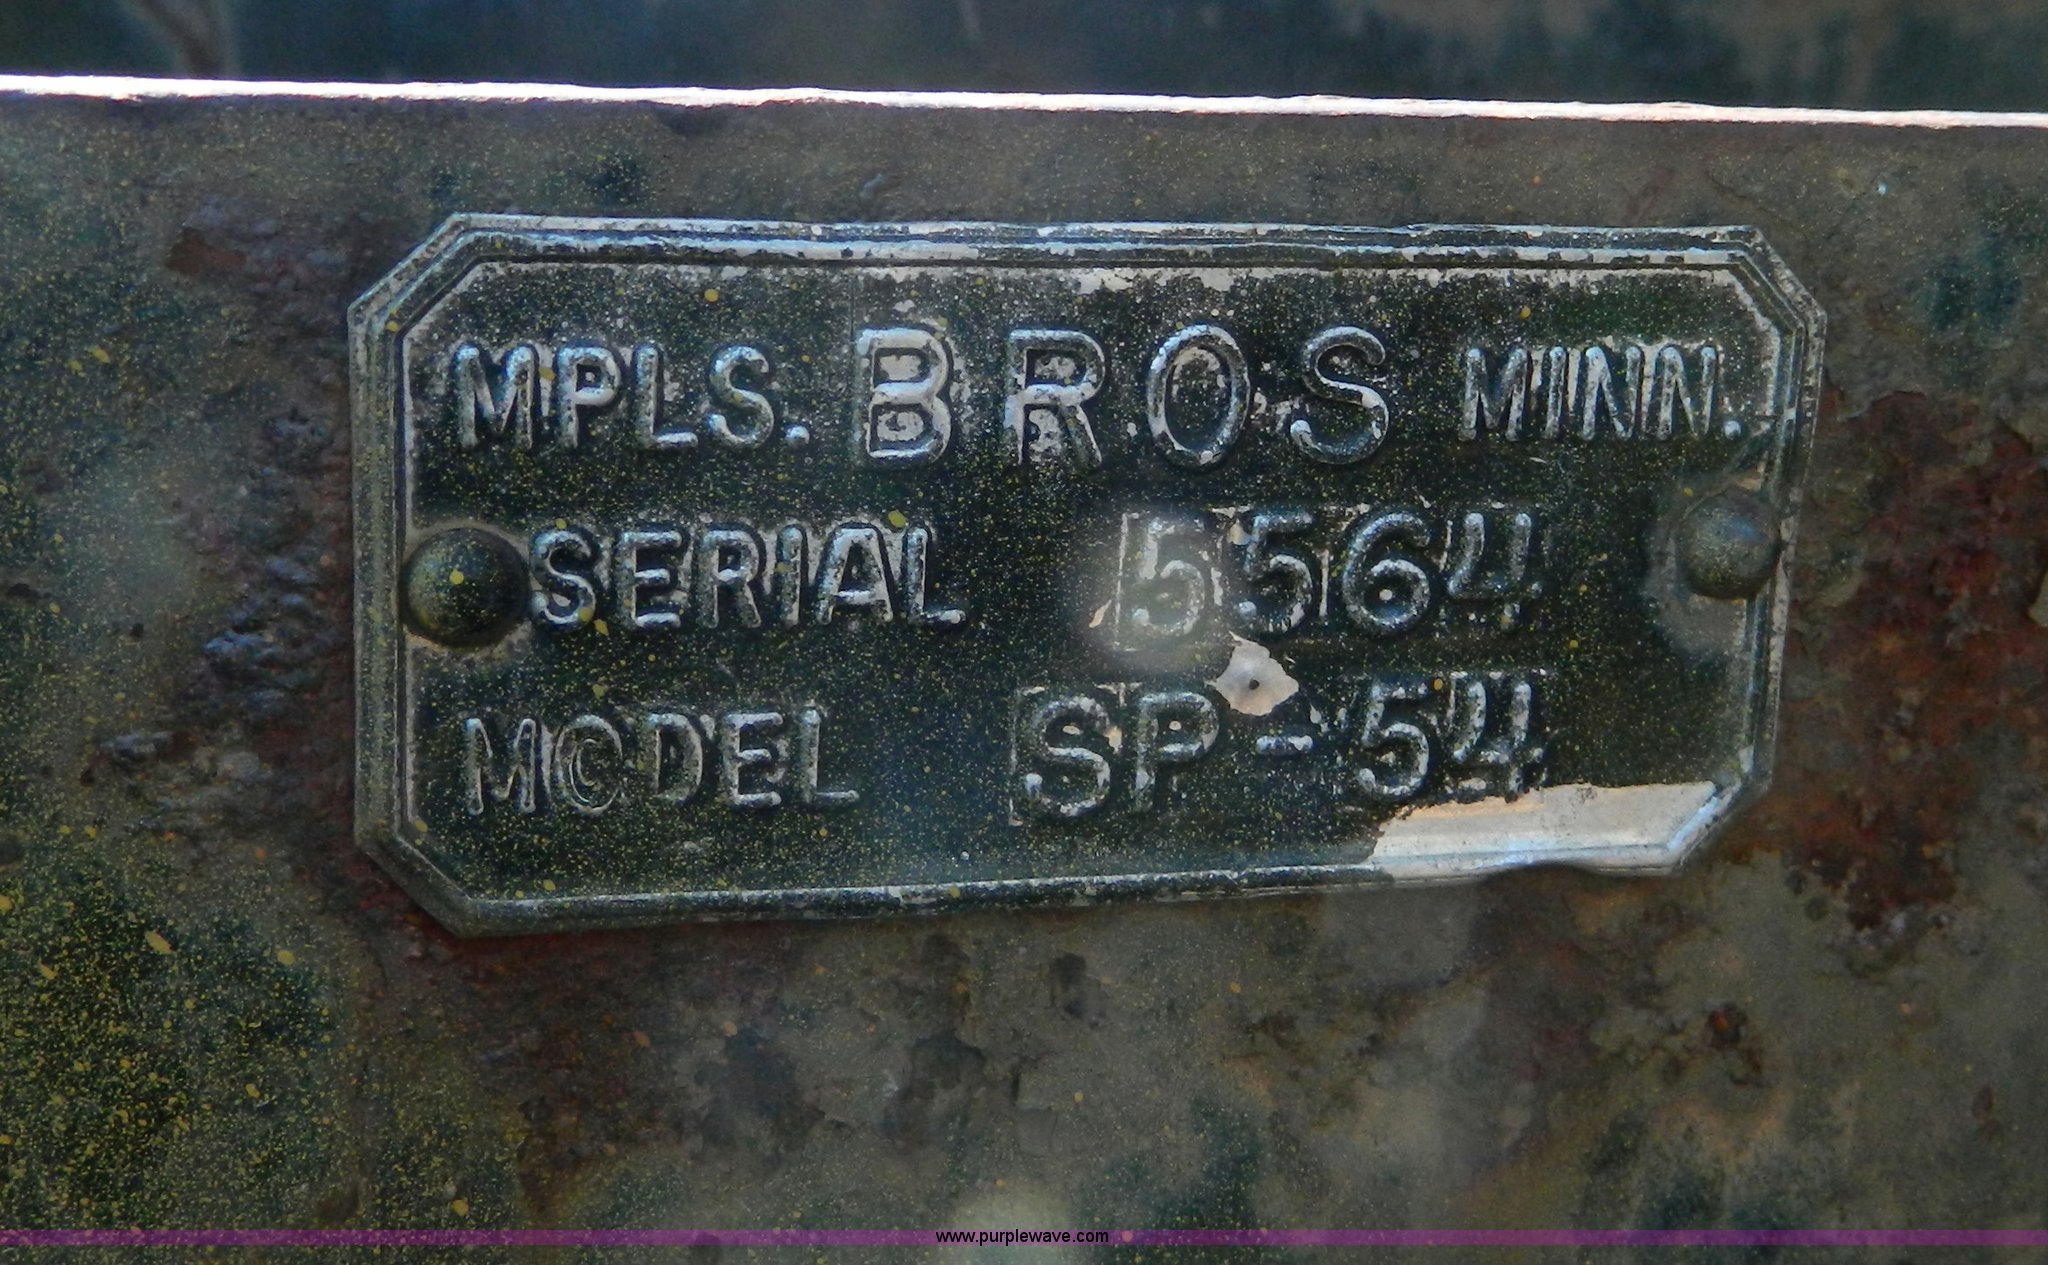 MPLS. BROS MINN.
SERIAL 5564
MODEL SP-54
www.purplewave.com